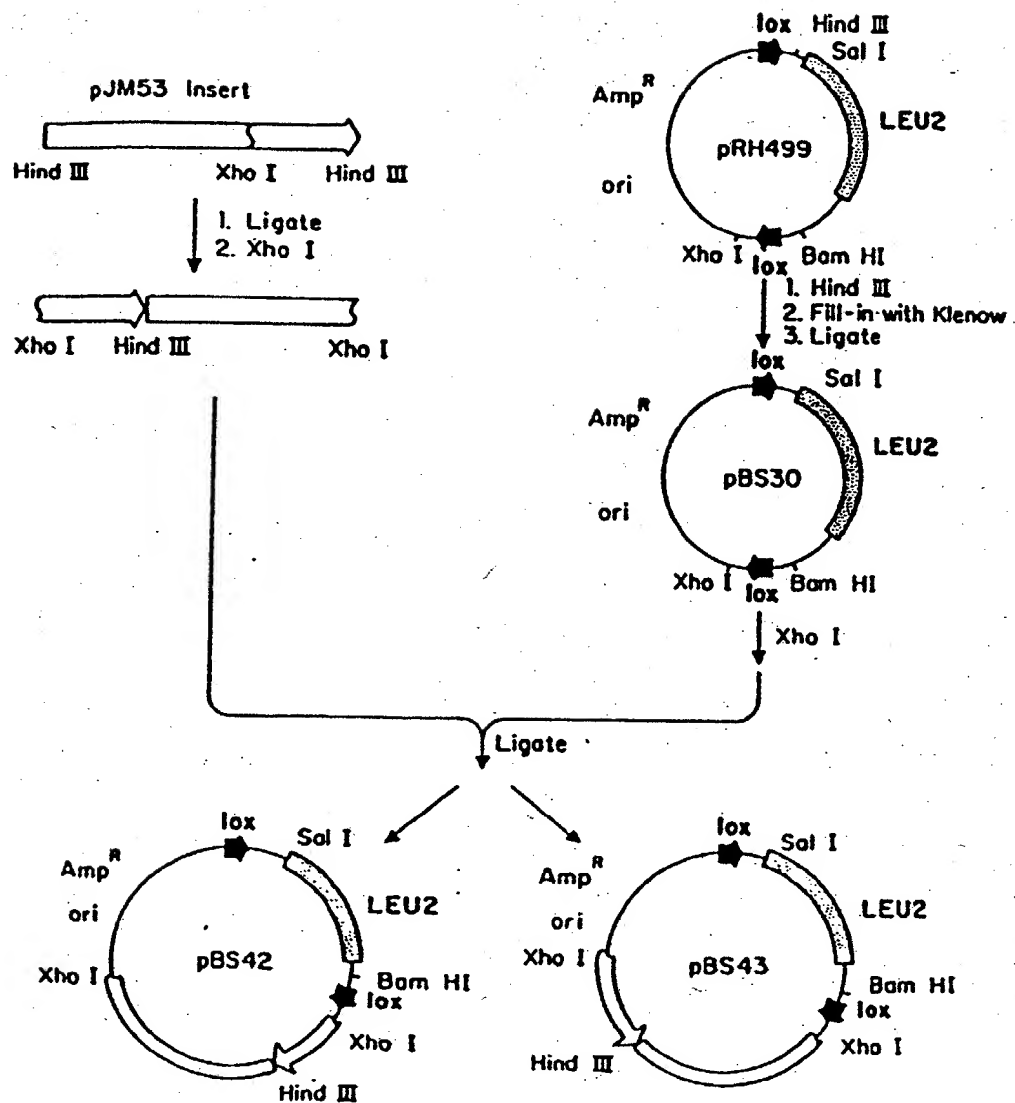 pJM53 Insert
Hind III
Xho I
Hind III
1. Ligate
2. Xho I
Xho I
Hind III
Xho I
lox
Hind III
Sal I
Amp^R
LEU2
pRH499
ori
Xho I
lox
Bam HI
1. Hind III
2. Fill-in with Klenow
3. Ligate
lox
Sal I
Amp^R
LEU2
pBS30
ori
Xho I
lox
Bam HI
Xho I
Ligate
lox
Sal I
Amp^R
ori
LEU2
pBS42
Xho I
Bam HI
lox
Xho I
Hind III
lox
Sal I
Amp^R
ori
LEU2
Xho I
pBS43
Bam HI
lox
Xho I
Hind III